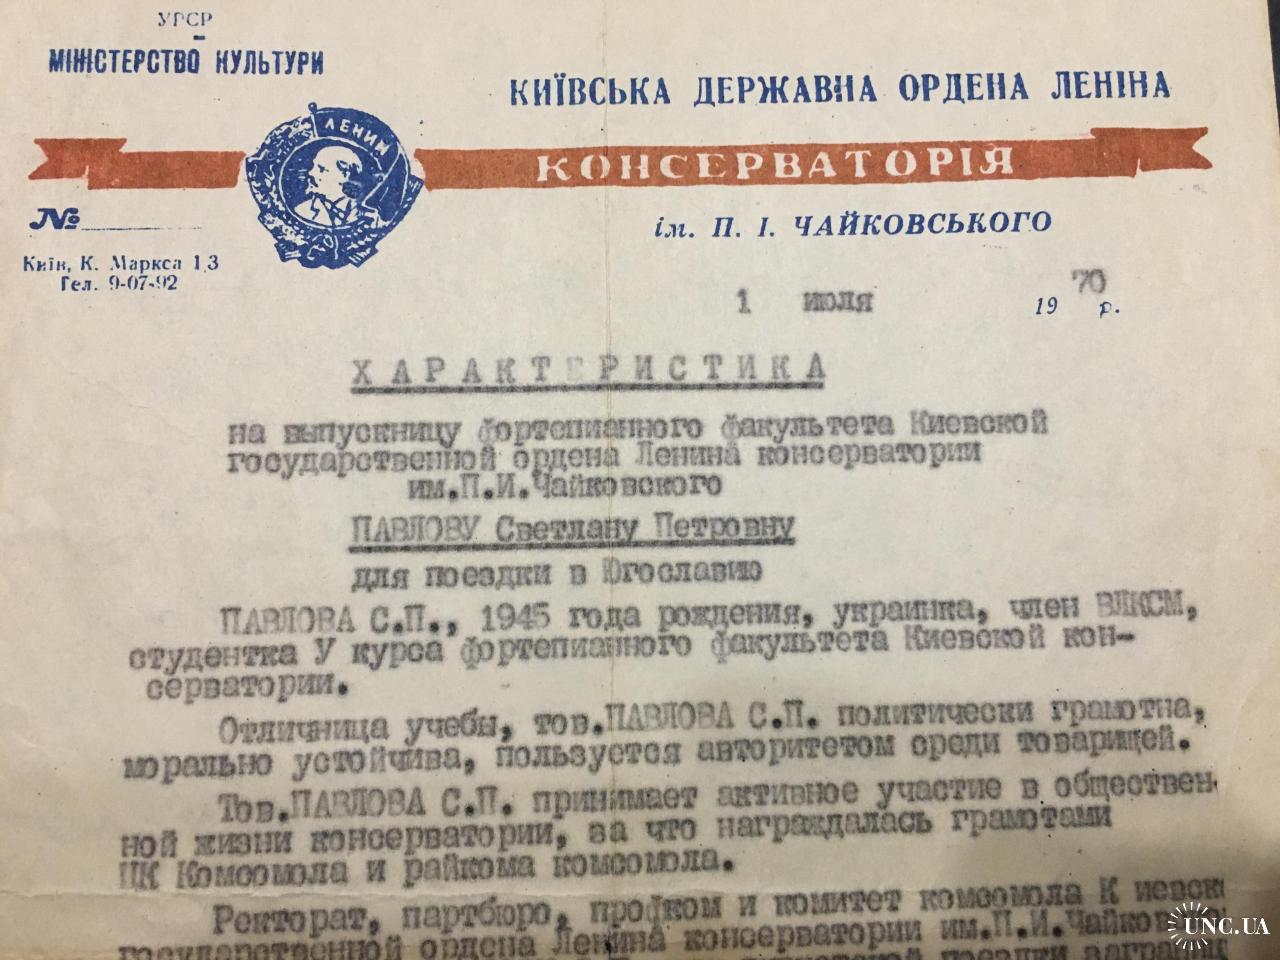 УРСР
МІНІСТЕРСТВО КУЛЬТУРИ
КИЇВСЬКА ДЕРЖАВНА ОРДЕНА ЛЕНІНА
ЛЕНИН
КОНСЕРВАТОРІЯ
№
ім. П. І. ЧАЙКОВСЬКОГО
Київ, К. Маркса 1/3
Тел. 9-07-92
1 июля 1970 р.
ХАРАКТЕРИСТИКА
на выпускницу фортепианного факультета Киевской
государственной ордена Ленина консерватории
им.П.И.Чайковского
ПАВЛОВУ Светлану Петровну
для поездки в Югославию
ПАВЛОВА С.П., 1945 года рождения, украинка, член ВЛКСМ,
студентка У курса фортепианного факультета Киевской кон-
серватории.
Отличница учебы, тов.ПАВЛОВА С.П. политически грамотна,
морально устойчива, пользуется авторитетом среди товарищей.
Тов.ПАВЛОВА С.П. принимает активное участие в обществен-
ной жизни консерватории, за что награждалась грамотами
ЦК Комсомола и райкома комсомола.
Ректорат, партбюро, профком и комитет комсомола К иевск
государственной ордена Ленина консерватории им.П.И.Чайков
поездки
UNC.UA